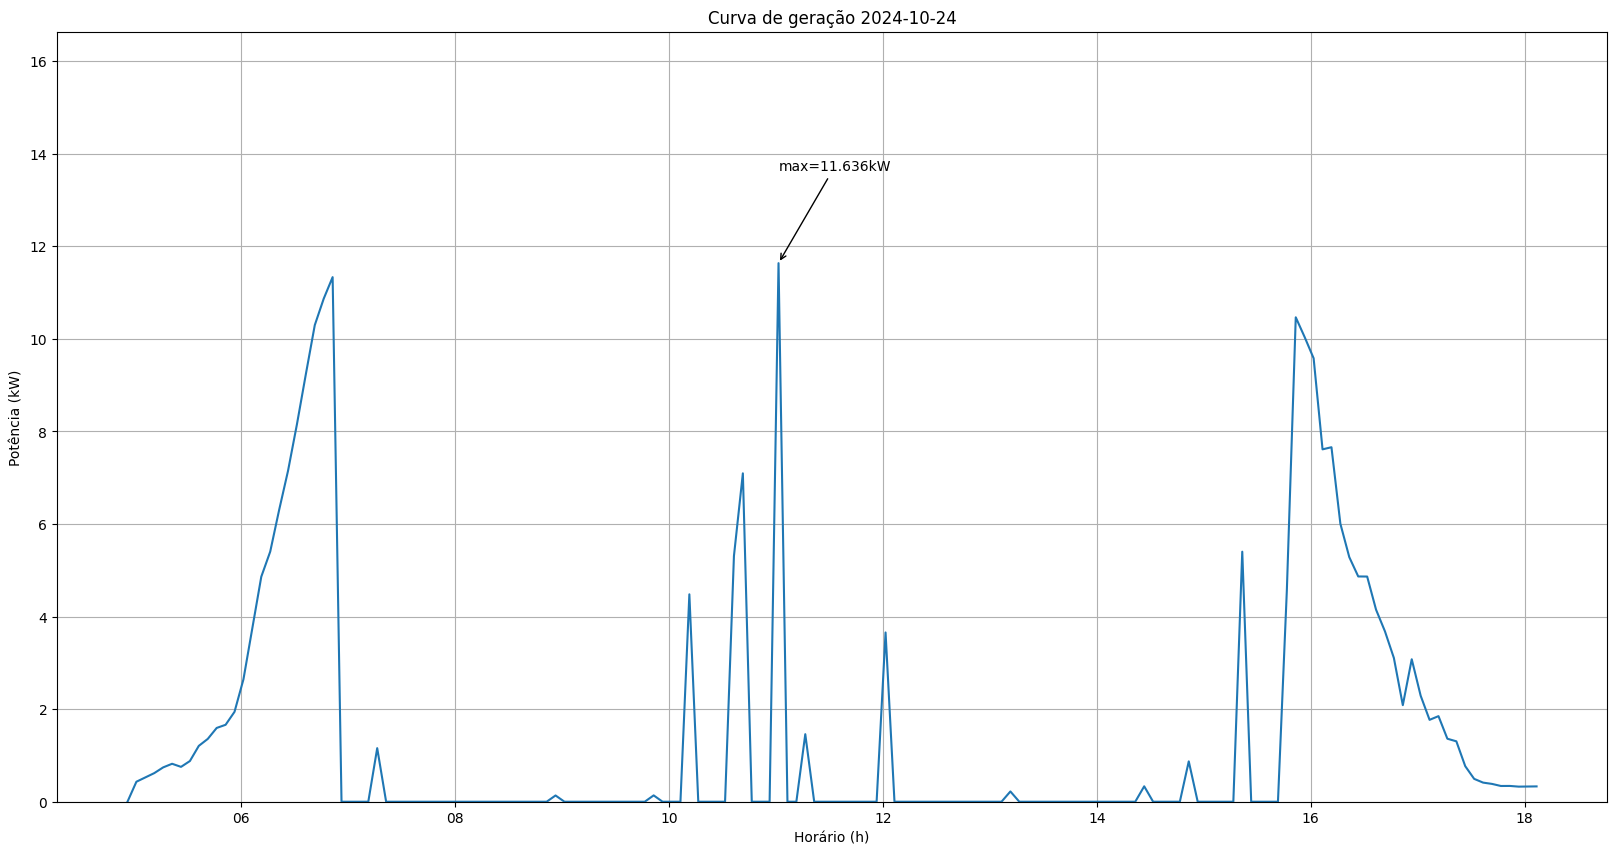 Curva de geração 2024-10-24
16
14
max=11.636kW
12
10
8
6
4
2
0
Potência (kW)
06 08 10 12 14 16 18
Horário (h)